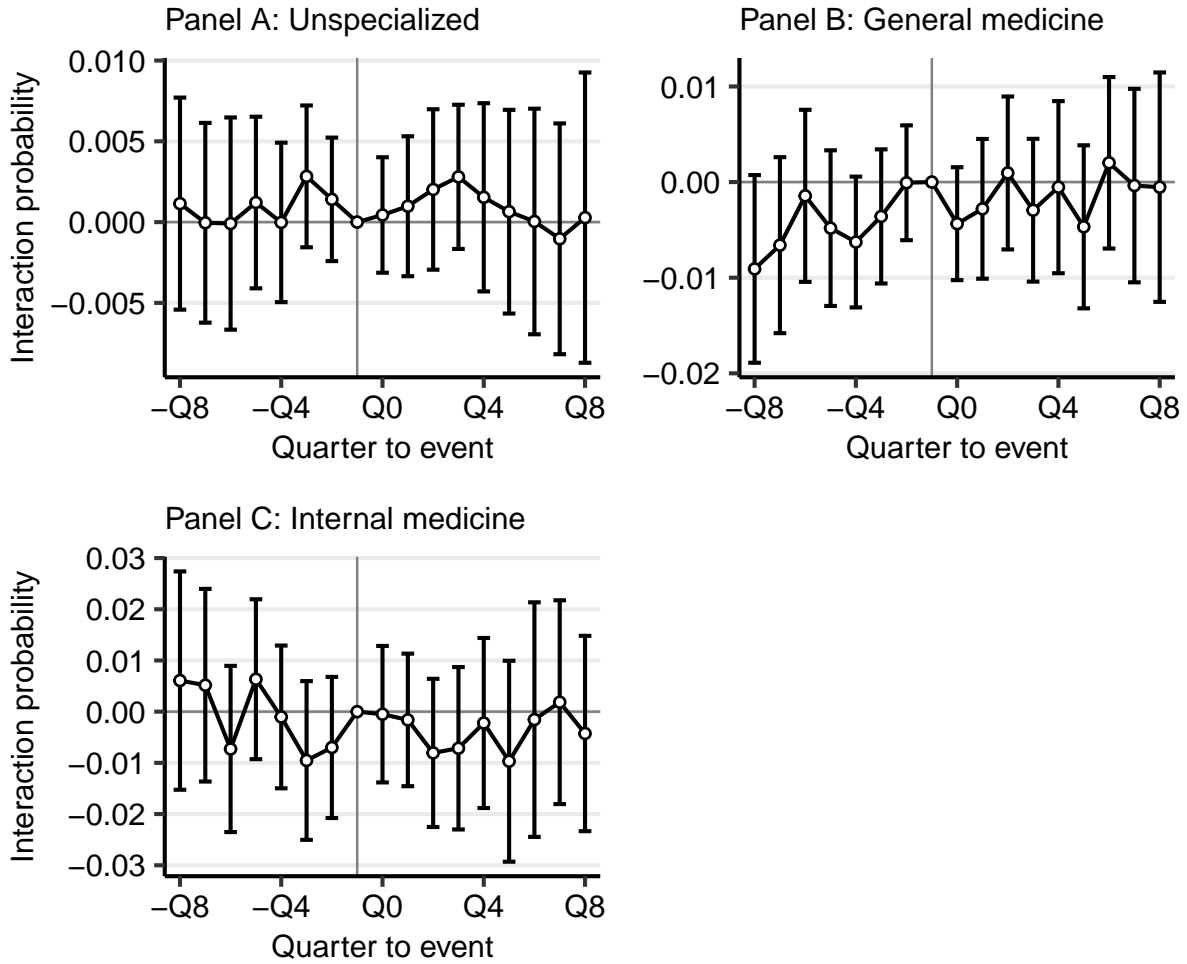 Panel A: Unspecialized
Interaction probability
0.010
0.005
0.000
−0.005
−Q8 −Q4 Q0 Q4 Q8
Quarter to event
Panel B: General medicine
0.01
0.00
−0.01
−0.02
−Q8 −Q4 Q0 Q4 Q8
Quarter to event
Panel C: Internal medicine
Interaction probability
0.03
0.02
0.01
0.00
−0.01
−0.02
−0.03
−Q8 −Q4 Q0 Q4 Q8
Quarter to event